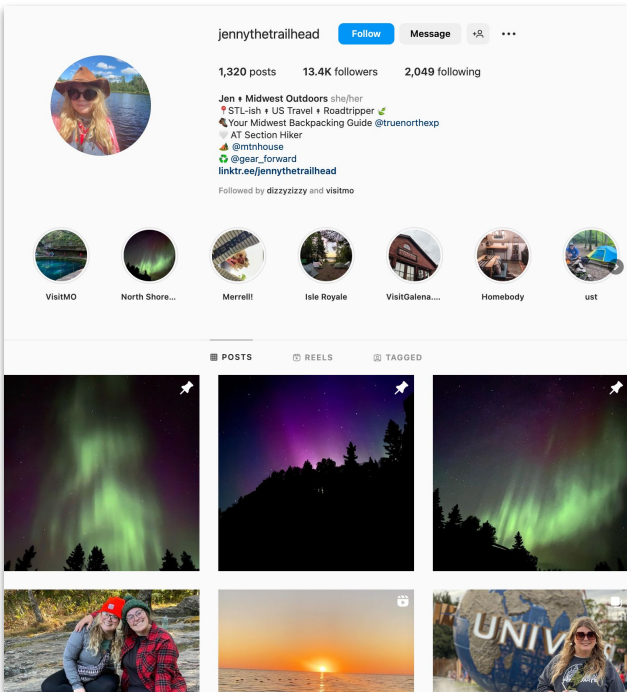 jennythetrailhead Follow Message
1,320 posts 13.4K followers 2,049 following
Jen • Midwest Outdoors she/her
📍STL-ish • US Travel • Roadtripper 🍃
🥾Your Midwest Backpacking Guide @truenorthexp
🤍 AT Section Hiker
🏕️ @mtnhouse
♻️ @gear_forward
linktr.ee/jennythetrailhead
Followed by dizzyzizzy and visitmo
VisitMO North Shore... Merrell! Isle Royale VisitGalena.... Homebody ust
POSTS REELS TAGGED
UNIV